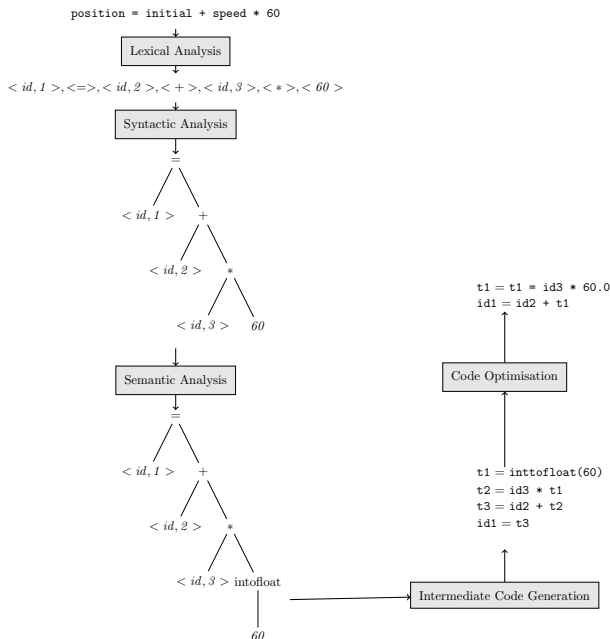 position = initial + speed * 60
Lexical Analysis
< id, 1 >,<=>,< id, 2 >,< + >,< id, 3 >,< * >,< 60 >
Syntactic Analysis
=
< id, 1 > +
< id, 2 > *
< id, 3 > 60
Semantic Analysis
=
< id, 1 > +
< id, 2 > *
< id, 3 > intofloat
60
Intermediate Code Generation
t1 = inttofloat(60)
t2 = id3 * t1
t3 = id2 + t2
id1 = t3
Code Optimisation
t1 = t1 = id3 * 60.0
id1 = id2 + t1